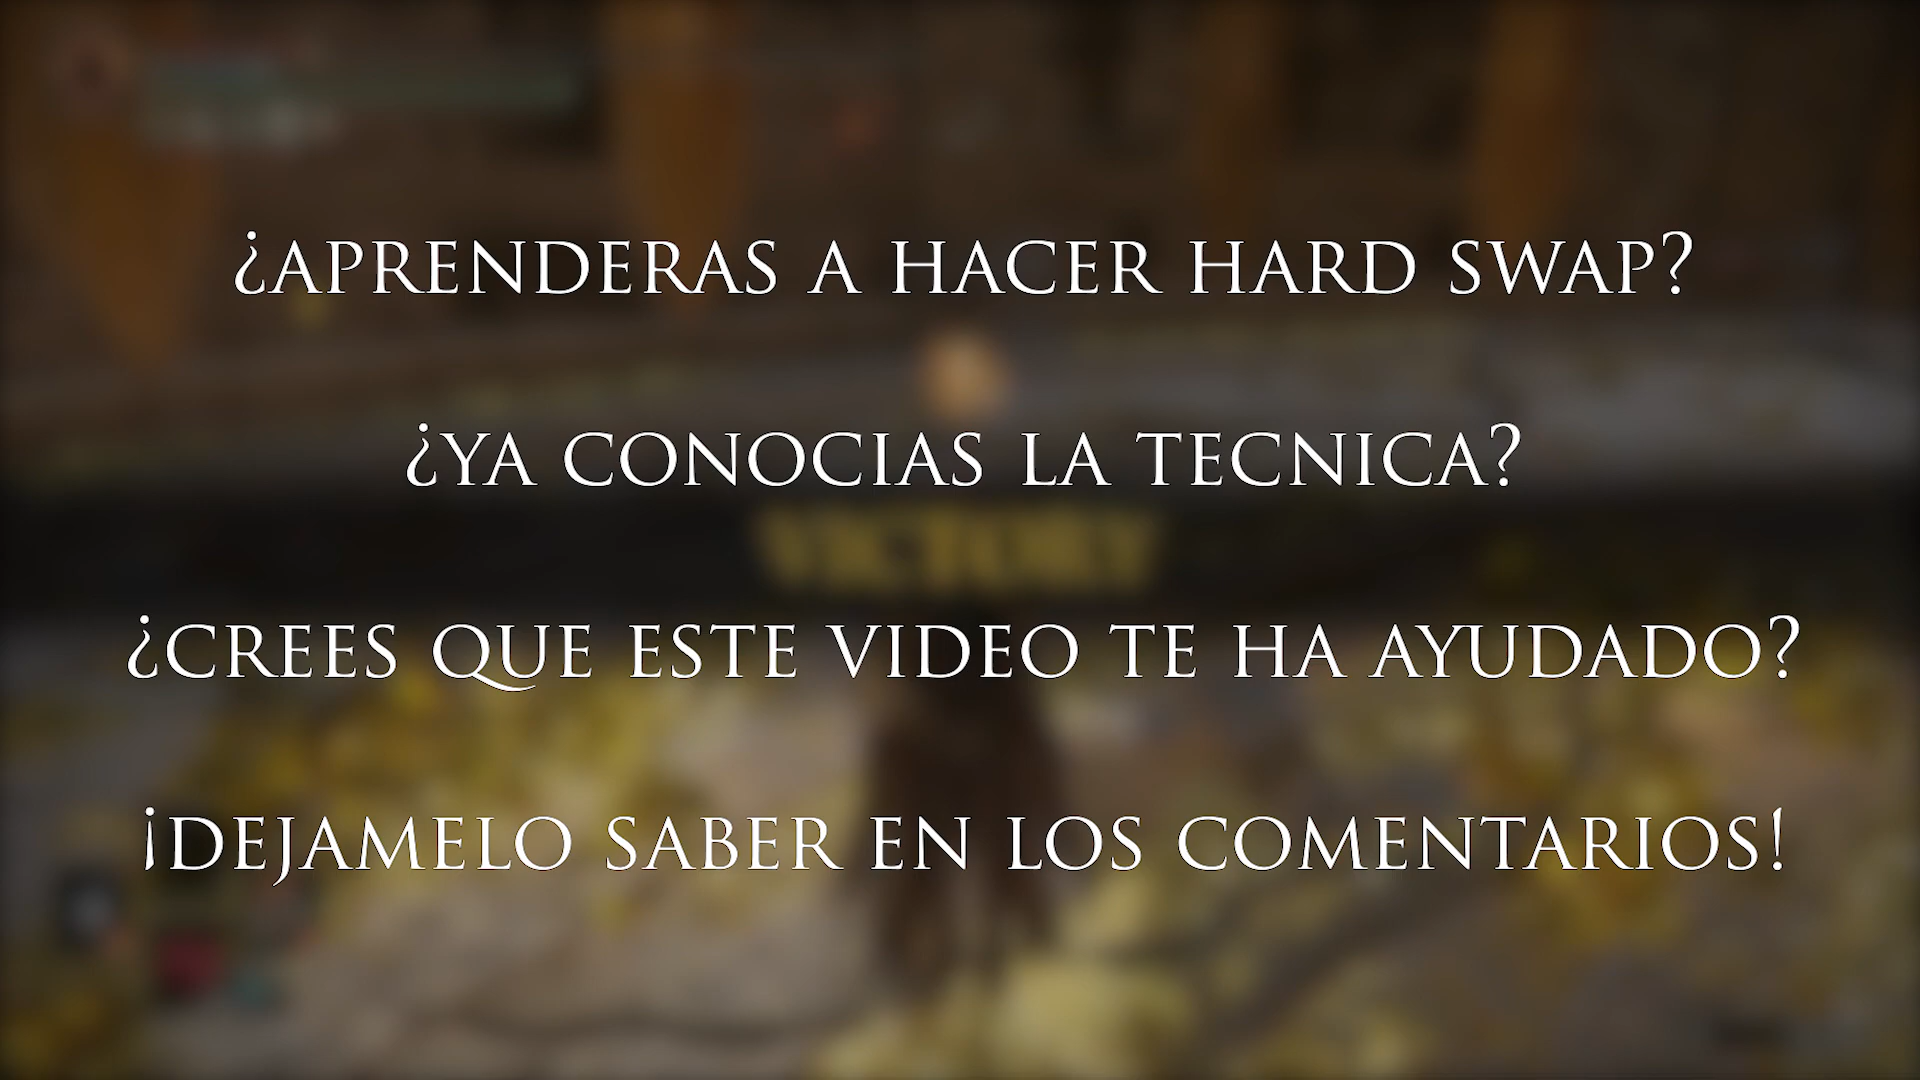 ¿APRENDERAS A HACER HARD SWAP?
¿YA CONOCIAS LA TECNICA?
VICTORY
¿CREES QUE ESTE VIDEO TE HA AYUDADO?
¡DEJAMELO SABER EN LOS COMENTARIOS!